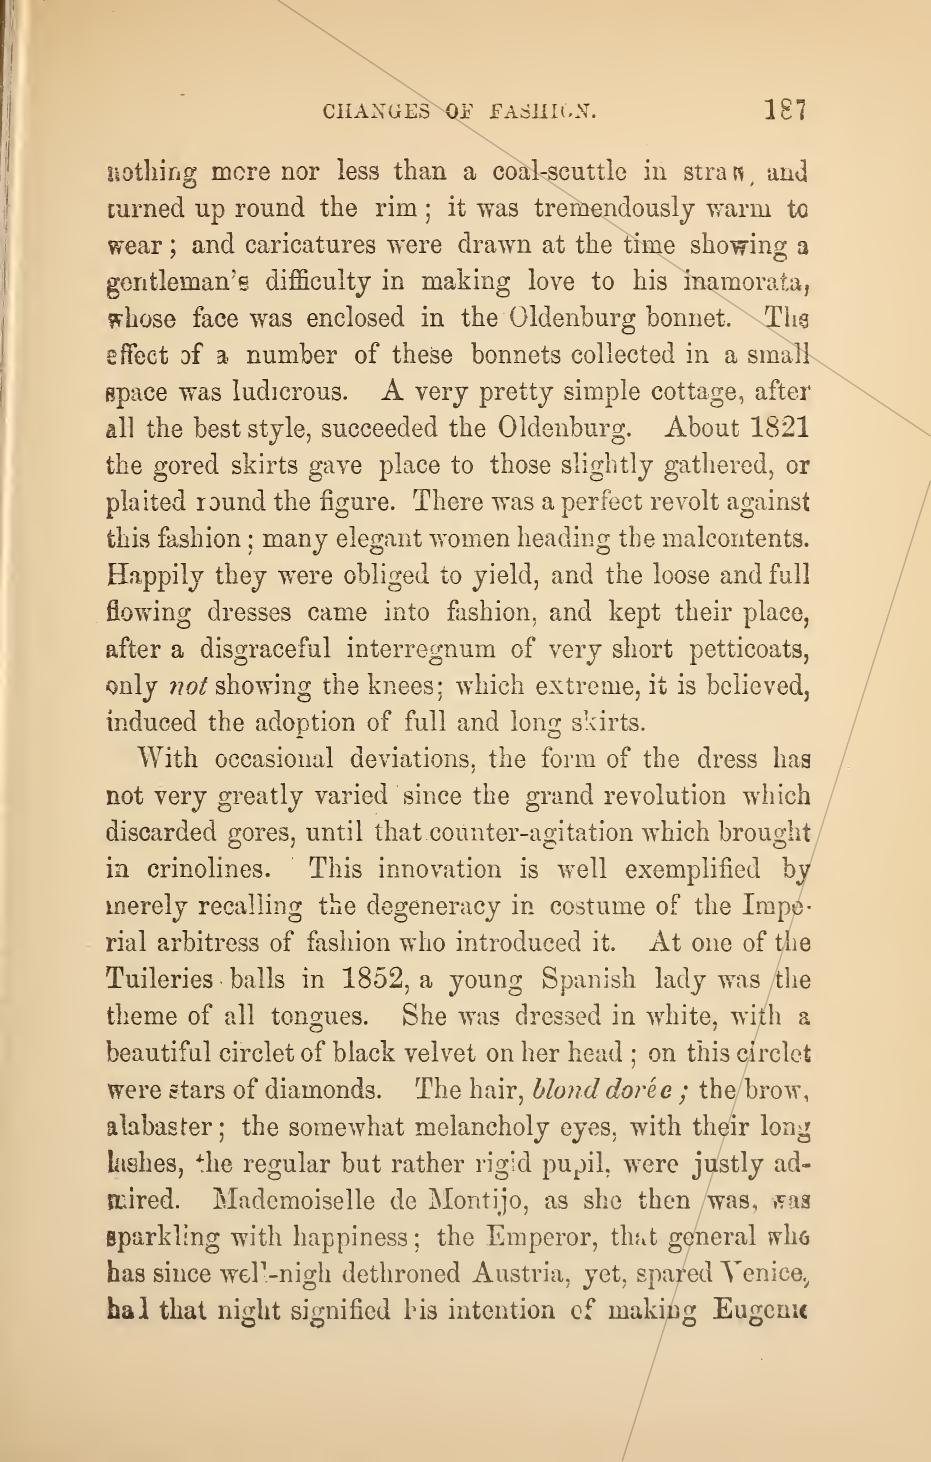 CHANGES OF FASHION. 187
nothing more nor less than a coal-scuttle in straw, and
turned up round the rim; it was tremendously warm to
wear; and caricatures were drawn at the time showing a
gentleman's difficulty in making love to his inamorata,
whose face was enclosed in the Oldenburg bonnet. The
effect of a number of these bonnets collected in a small
space was ludicrous. A very pretty simple cottage, after
all the best style, succeeded the Oldenburg. About 1821
the gored skirts gave place to those slightly gathered, or
plaited round the figure. There was a perfect revolt against
this fashion; many elegant women heading the malcontents.
Happily they were obliged to yield, and the loose and full
flowing dresses came into fashion, and kept their place,
after a disgraceful interregnum of very short petticoats,
only not showing the knees; which extreme, it is believed,
induced the adoption of full and long skirts.
With occasional deviations, the form of the dress has
not very greatly varied since the grand revolution which
discarded gores, until that counter-agitation which brought
in crinolines. This innovation is well exemplified by
merely recalling the degeneracy in costume of the Impe-
rial arbitress of fashion who introduced it. At one of the
Tuileries balls in 1852, a young Spanish lady was the
theme of all tongues. She was dressed in white, with a
beautiful circlet of black velvet on her head; on this circlet
were stars of diamonds. The hair, blond dorée; the brow,
alabaster; the somewhat melancholy eyes, with their long
lashes, the regular but rather rigid pupil, were justly ad-
mired. Mademoiselle de Montijo, as she then was, was
sparkling with happiness; the Emperor, that general who
has since well-nigh dethroned Austria, yet, spared Venice,
had that night signified his intention of making Eugenie